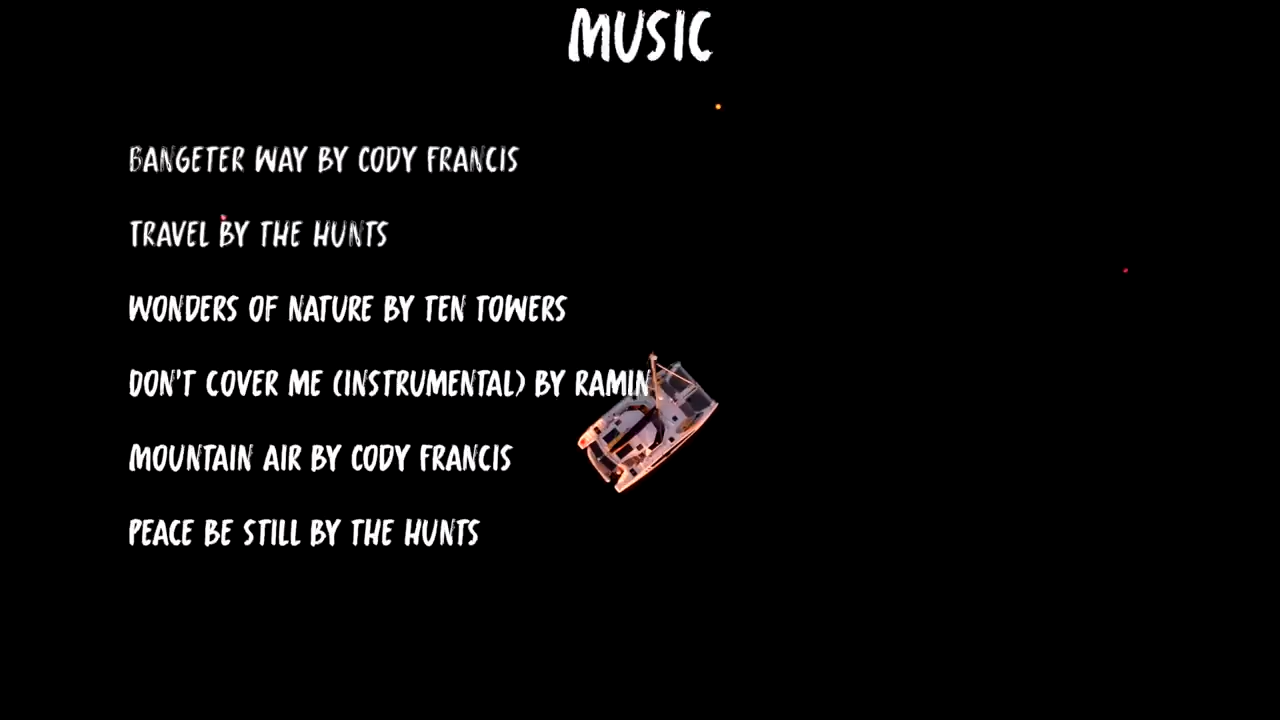 MUSIC
BANGETER WAY BY CODY FRANCIS
TRAVEL BY THE HUNTS
WONDERS OF NATURE BY TEN TOWERS
DON'T COVER ME (INSTRUMENTAL) BY RAMIN
MOUNTAIN AIR BY CODY FRANCIS
PEACE BE STILL BY THE HUNTS